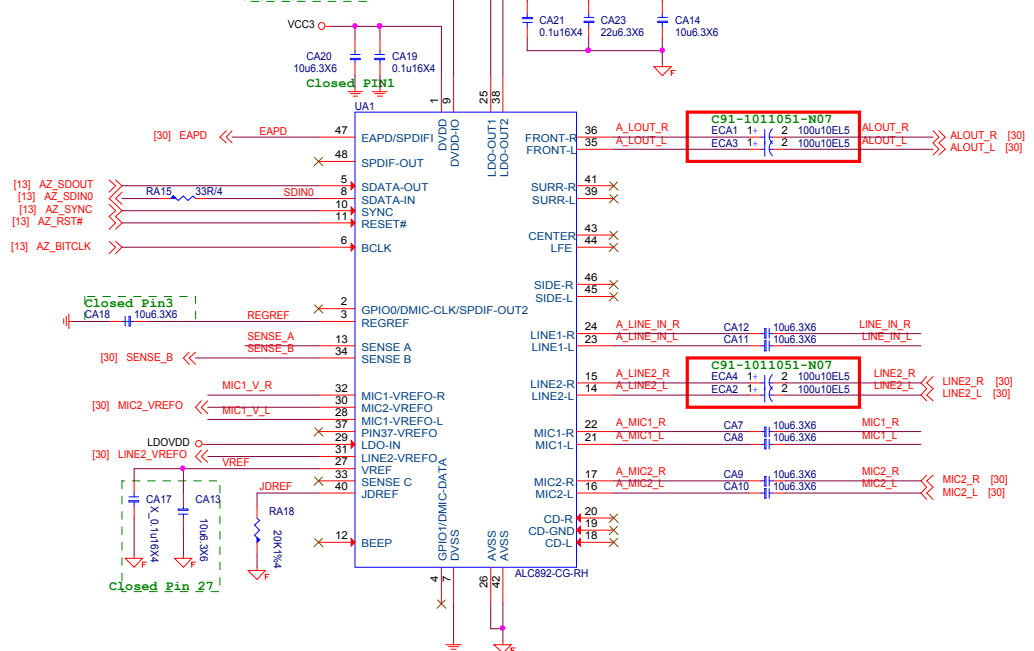 VCC3
CA20
10u6.3X6
CA19
0.1u16X4
Closed PIN1
CA21
0.1u16X4
CA23
22u6.3X6
CA14
10u6.3X6
F
UA1
1
9
25
38
DVDD
DVDD-IO
LDO-OUT1
LDO-OUT2
[30] EAPD
EAPD
47
EAPD/SPDIFI
48
SPDIF-OUT
[13] AZ_SDOUT
5
SDATA-OUT
[13] AZ_SDIN0
RA15
33R/4
SDIN0
8
SDATA-IN
[13] AZ_SYNC
10
SYNC
[13] AZ_RST#
11
RESET#
[13] AZ_BITCLK
6
BCLK
Closed Pin3
CA18
10u6.3X6
2
GPIO0/DMIC-CLK/SPDIF-OUT2
REGREF
3
REGREF
SENSE_A
13
SENSE A
[30] SENSE_B
SENSE_B
34
SENSE B
MIC1_V_R
32
MIC1-VREFO-R
[30] MIC2_VREFO
30
MIC2-VREFO
MIC1_V_L
28
MIC1-VREFO-L
37
PIN37-VREFO
LDOVDD
29
LDO-IN
[30] LINE2_VREFO
31
LINE2-VREFO
VREF
27
VREF
33
SENSE C
JDREF
40
JDREF
CA17
X_0.1u16X4
CA13
10u6.3X6
F
F
Closed Pin 27
RA18
20K1%4
F
12
BEEP
GPIO1/DMIC-DATA
DVSS
AVSS
AVSS
4
7
26
42
F
ALC892-CG-RH
C91-1011051-N07
FRONT-R
36
A_LOUT_R
ECA1
1+
2
100u10EL5
ALOUT_R
ALOUT_R [30]
FRONT-L
35
A_LOUT_L
ECA3
1+
2
100u10EL5
ALOUT_L
ALOUT_L [30]
SURR-R
41
SURR-L
39
CENTER
43
LFE
44
SIDE-R
46
SIDE-L
45
LINE1-R
24
A_LINE_IN_R
CA12
10u6.3X6
LINE_IN_R
LINE1-L
23
A_LINE_IN_L
CA11
10u6.3X6
LINE_IN_L
C91-1011051-N07
LINE2-R
15
A_LINE2_R
ECA4
1+
2
100u10EL5
LINE2_R
LINE2_R [30]
LINE2-L
14
A_LINE2_L
ECA2
1+
2
100u10EL5
LINE2_L
LINE2_L [30]
MIC1-R
22
A_MIC1_R
CA7
10u6.3X6
MIC1_R
MIC1-L
21
A_MIC1_L
CA8
10u6.3X6
MIC1_L
MIC2-R
17
A_MIC2_R
CA9
10u6.3X6
MIC2_R
MIC2_R [30]
MIC2-L
16
A_MIC2_L
CA10
10u6.3X6
MIC2_L
MIC2_L [30]
CD-R
20
CD-GND
19
CD-L
18